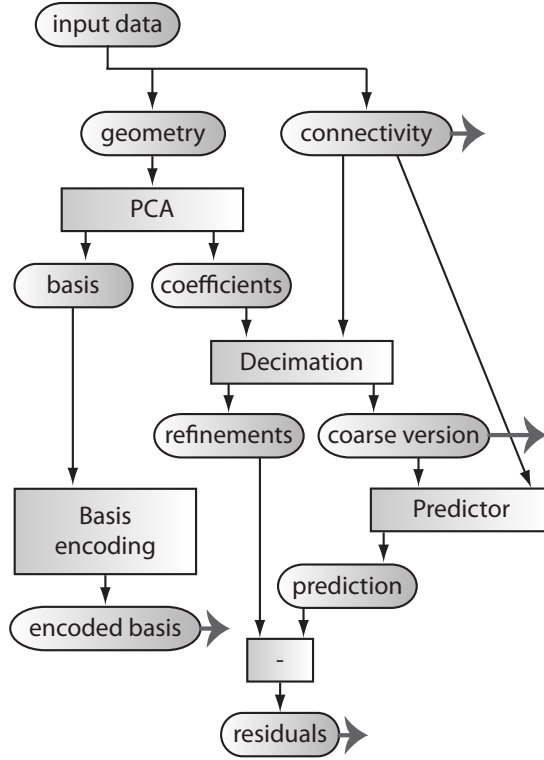 input data
geometry
connectivity
PCA
basis
coefficients
Decimation
refinements
coarse version
Basis
encoding
Predictor
prediction
encoded basis
-
residuals